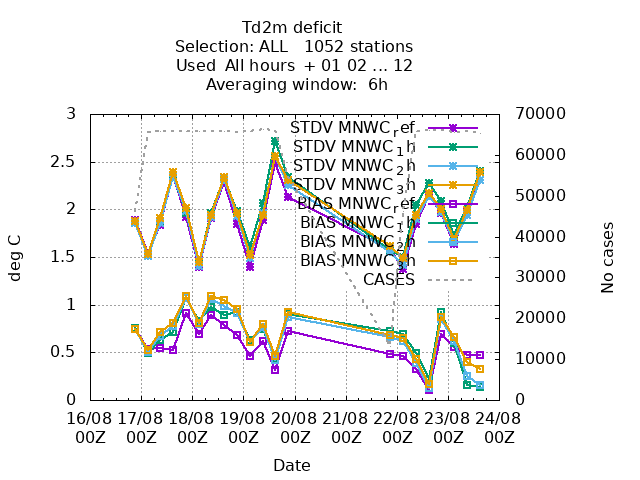 Td2m deficit
Selection: ALL   1052 stations
Used  All hours  + 01 02 ... 12
Averaging window:  6h
deg C
No cases
3
2.5
2
1.5
1
0.5
0
70000
60000
50000
40000
30000
20000
10000
0
STDV MNWC_ref
STDV MNWC_1h
STDV MNWC_2h
STDV MNWC_3h
BIAS MNWC_ref
BIAS MNWC_1h
BIAS MNWC_2h
BIAS MNWC_3h
CASES
16/08 17/08 18/08 19/08 20/08 21/08 22/08 23/08 24/08
00Z 00Z 00Z 00Z 00Z 00Z 00Z 00Z 00Z
Date